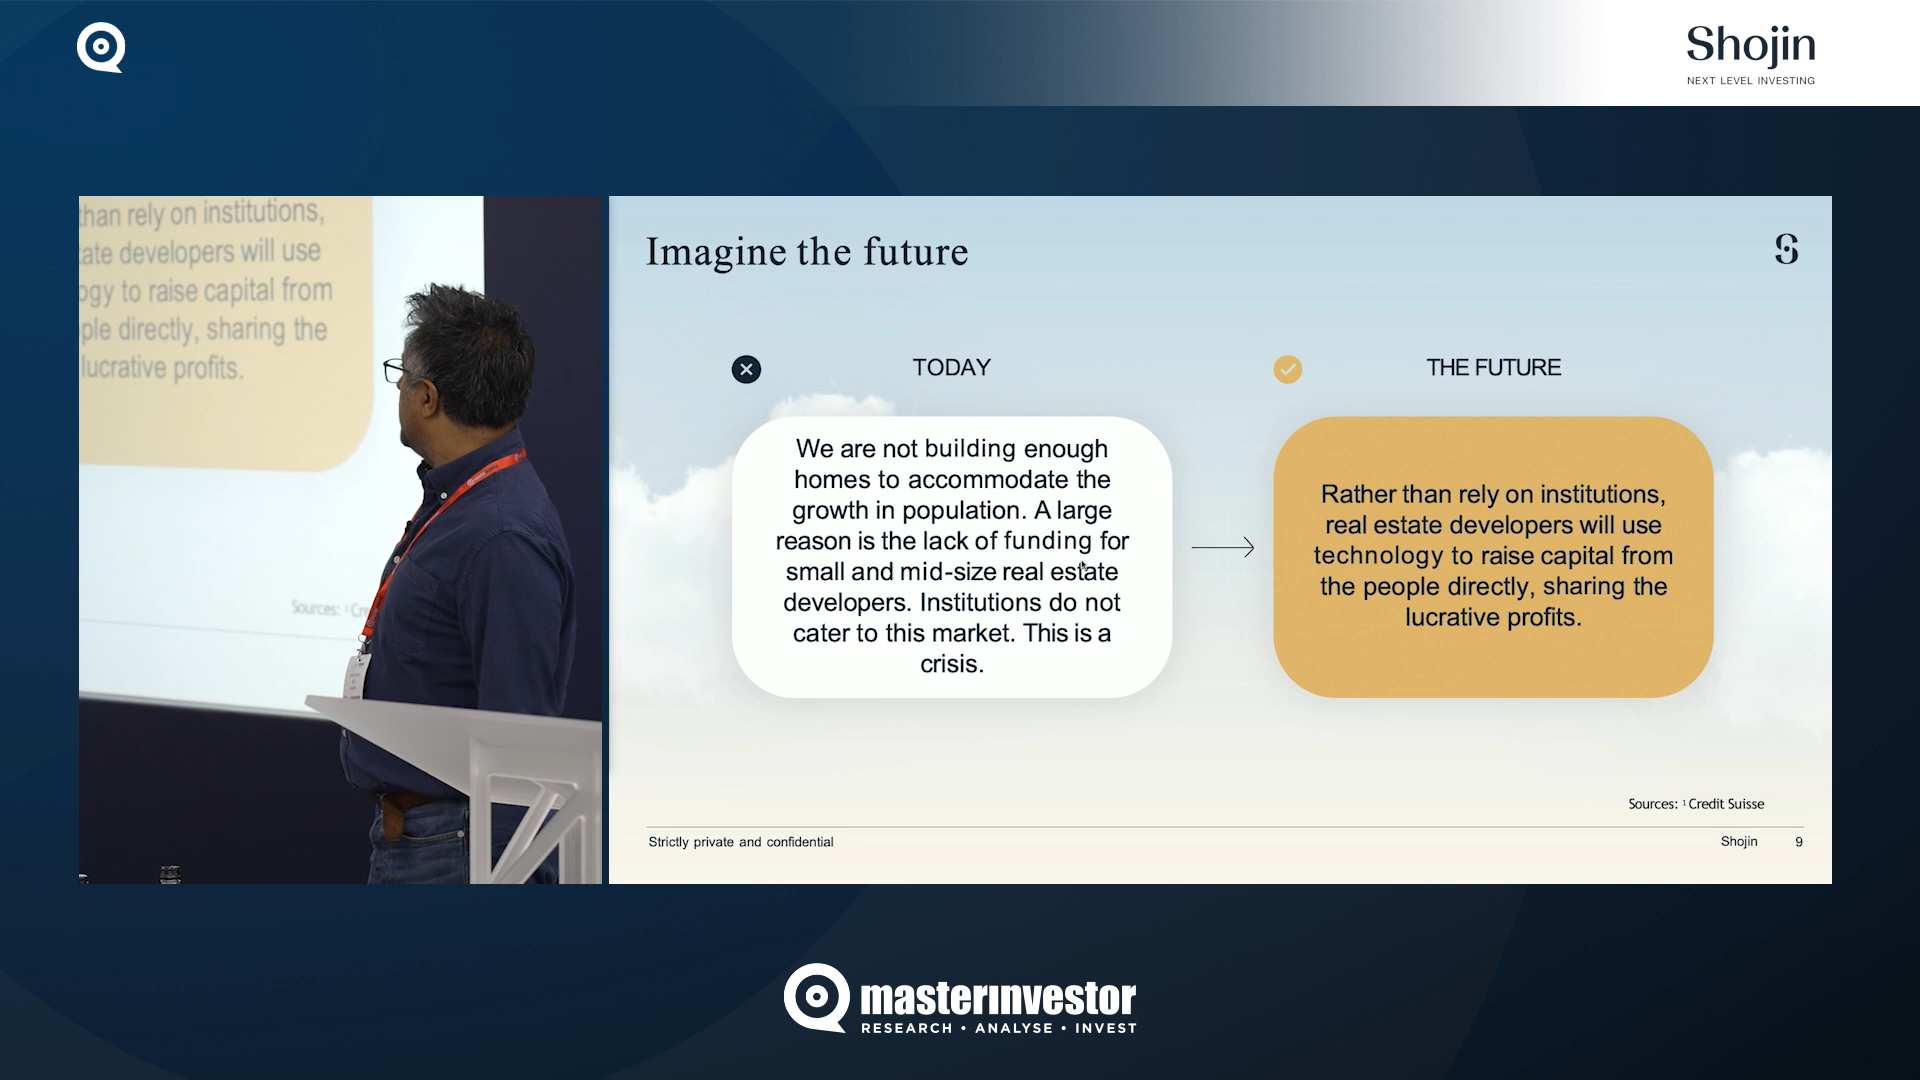 Shojin
NEXT LEVEL INVESTING
than rely on institutions,
developers will use
to raise capital from
directly, sharing the
lucrative profits.
Sources: ¹
Imagine the future
TODAY
We are not building enough
homes to accommodate the
growth in population. A large
reason is the lack of funding for
small and mid-size real estate
developers. Institutions do not
cater to this market. This is a
crisis.
THE FUTURE
Rather than rely on institutions,
real estate developers will use
technology to raise capital from
the people directly, sharing the
lucrative profits.
Sources: ¹ Credit Suisse
Strictly private and confidential
Shojin
9
masterinvestor
RESEARCH • ANALYSE • INVEST